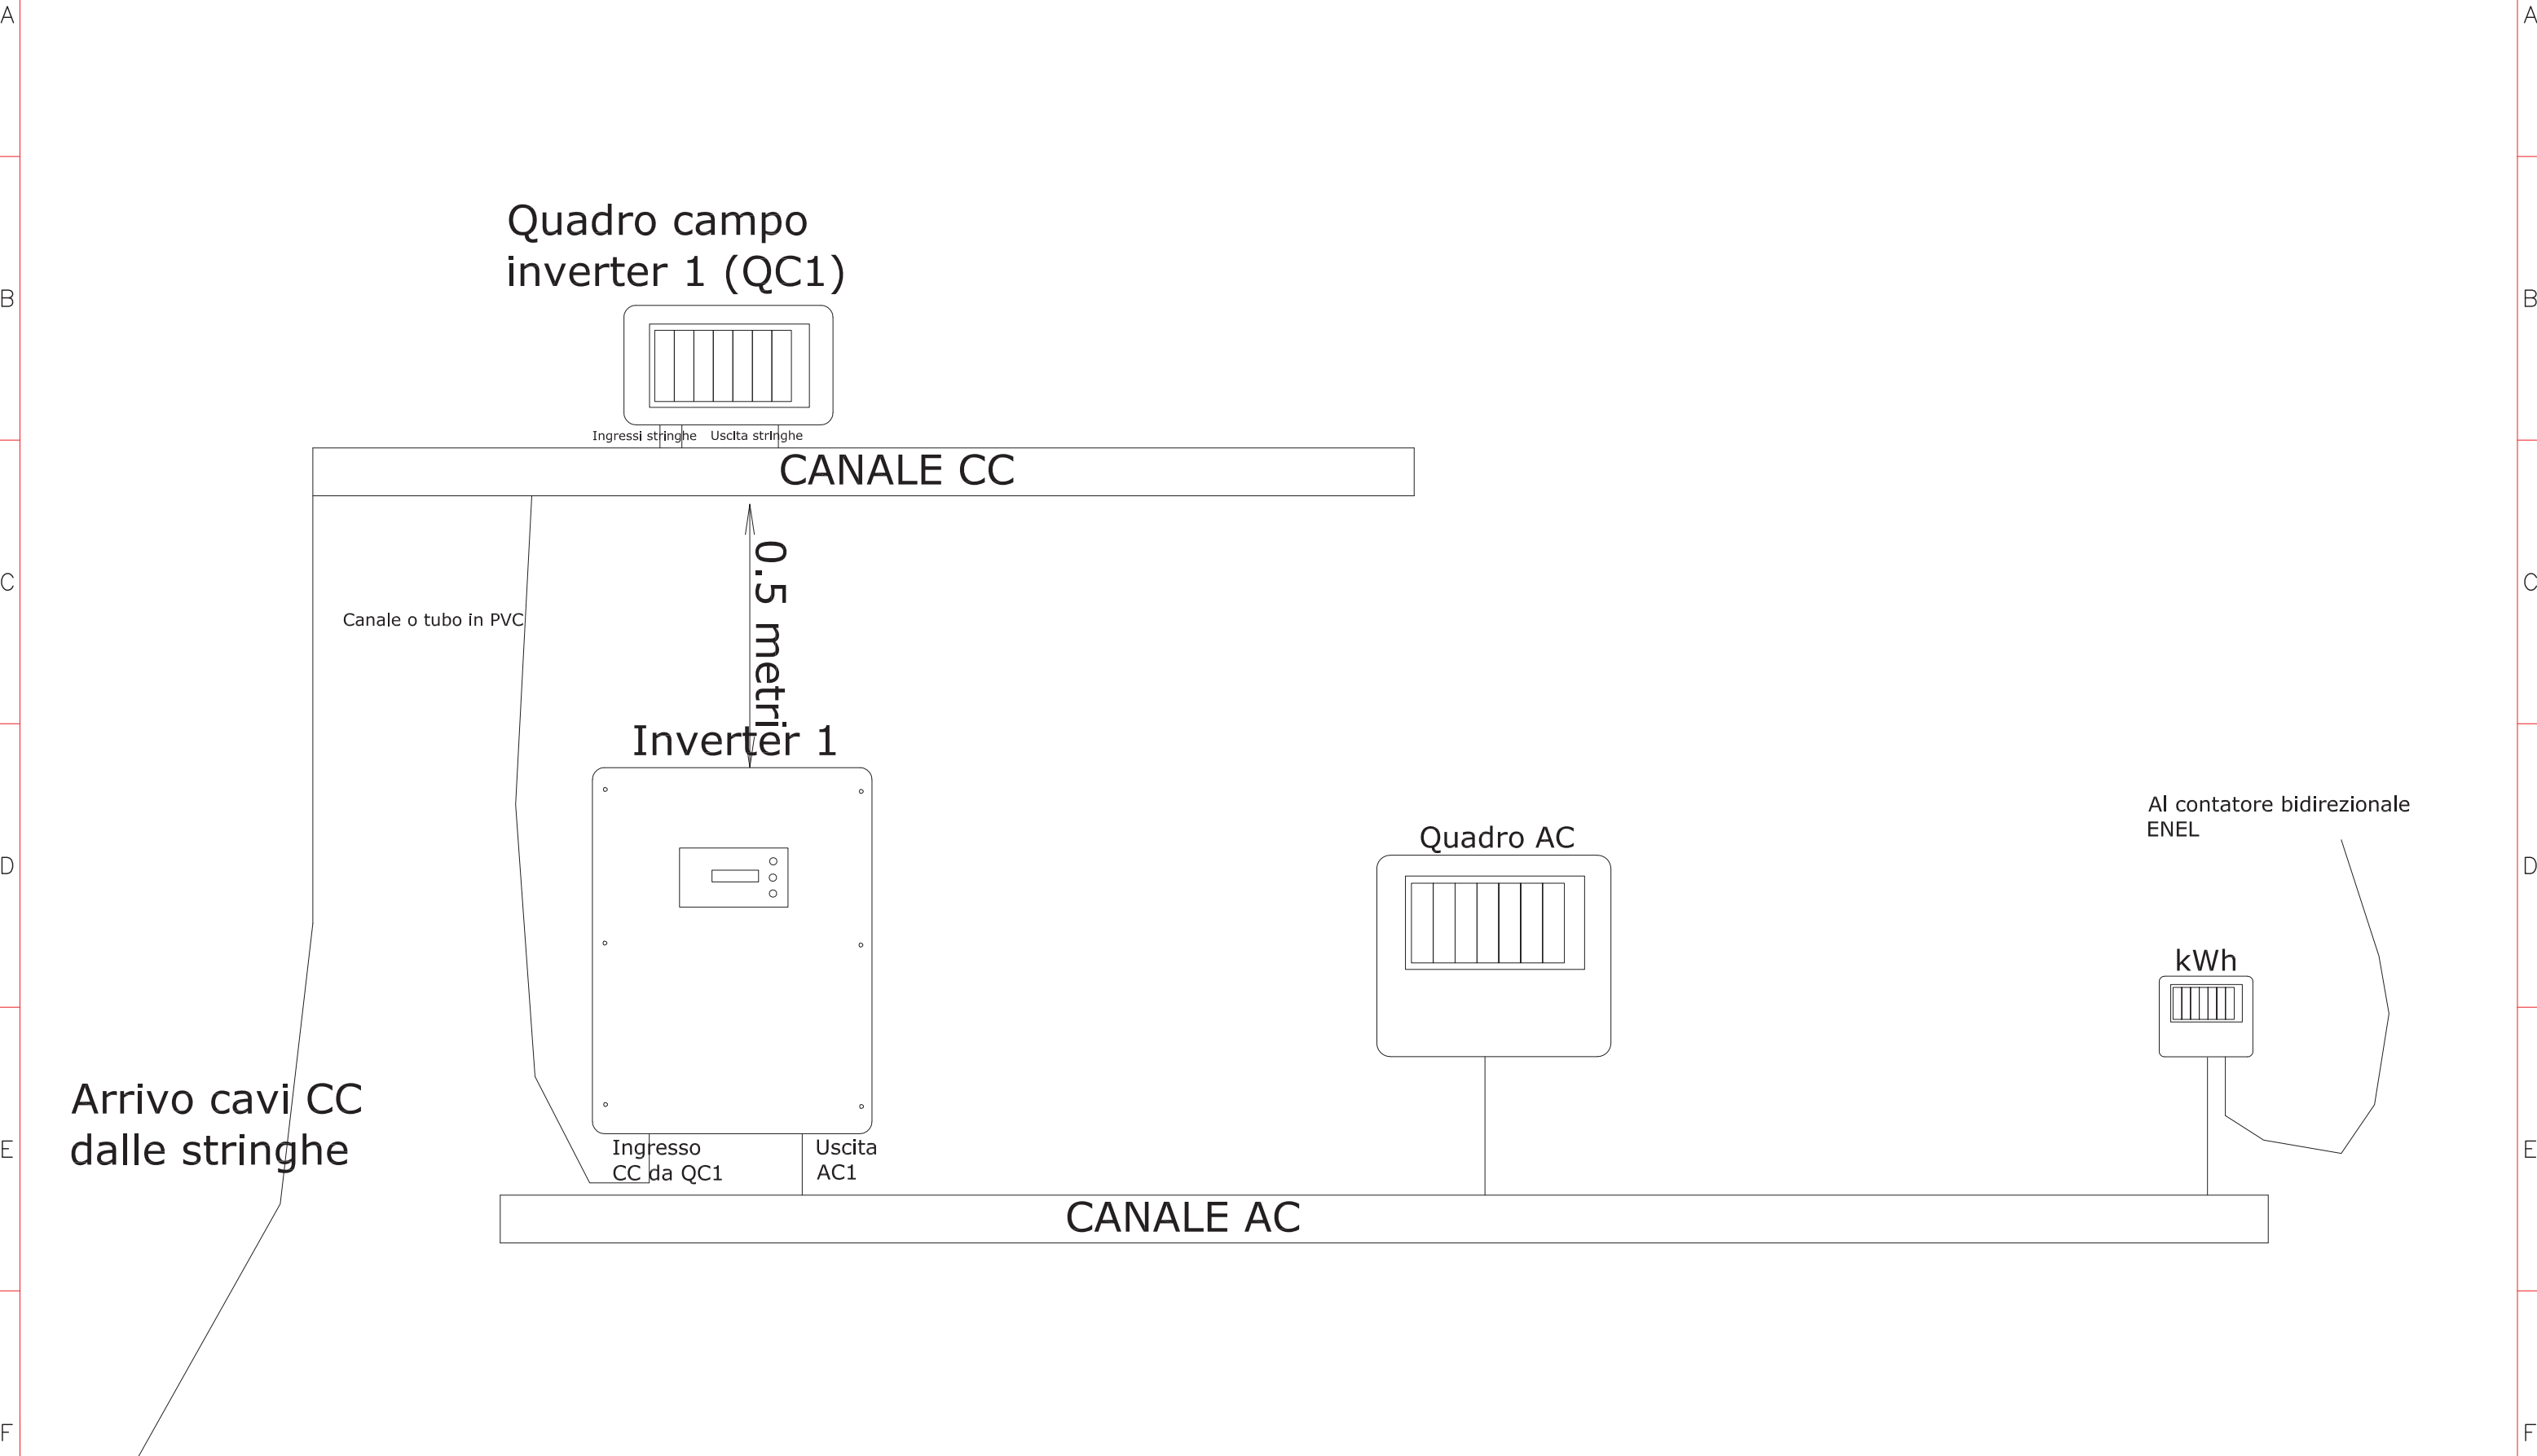 A
A
Quadro campo
inverter 1 (QC1)
B
B
Ingressi stringhe
Uscita stringhe
CANALE CC
0.5 metri
C
C
Canale o tubo in PVC
Inverter 1
Al contatore bidirezionale
ENEL
Quadro AC
D
D
kWh
Arrivo cavi CC
dalle stringhe
Ingresso
CC da QC1
Uscita
AC1
E
E
CANALE AC
F
F